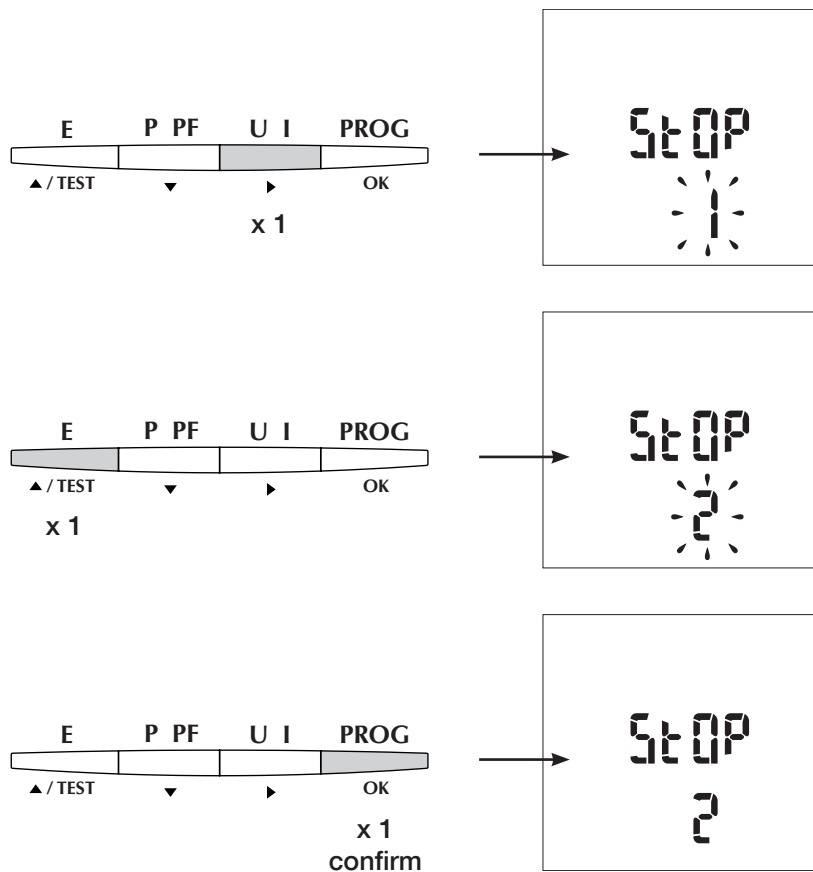 E P PF U I PROG
▲ / TEST ▼ ▶ OK
x 1
StOP
1
E P PF U I PROG
▲ / TEST ▼ ▶ OK
x 1
StOP
2
E P PF U I PROG
▲ / TEST ▼ ▶ OK
x 1
confirm
StOP
2